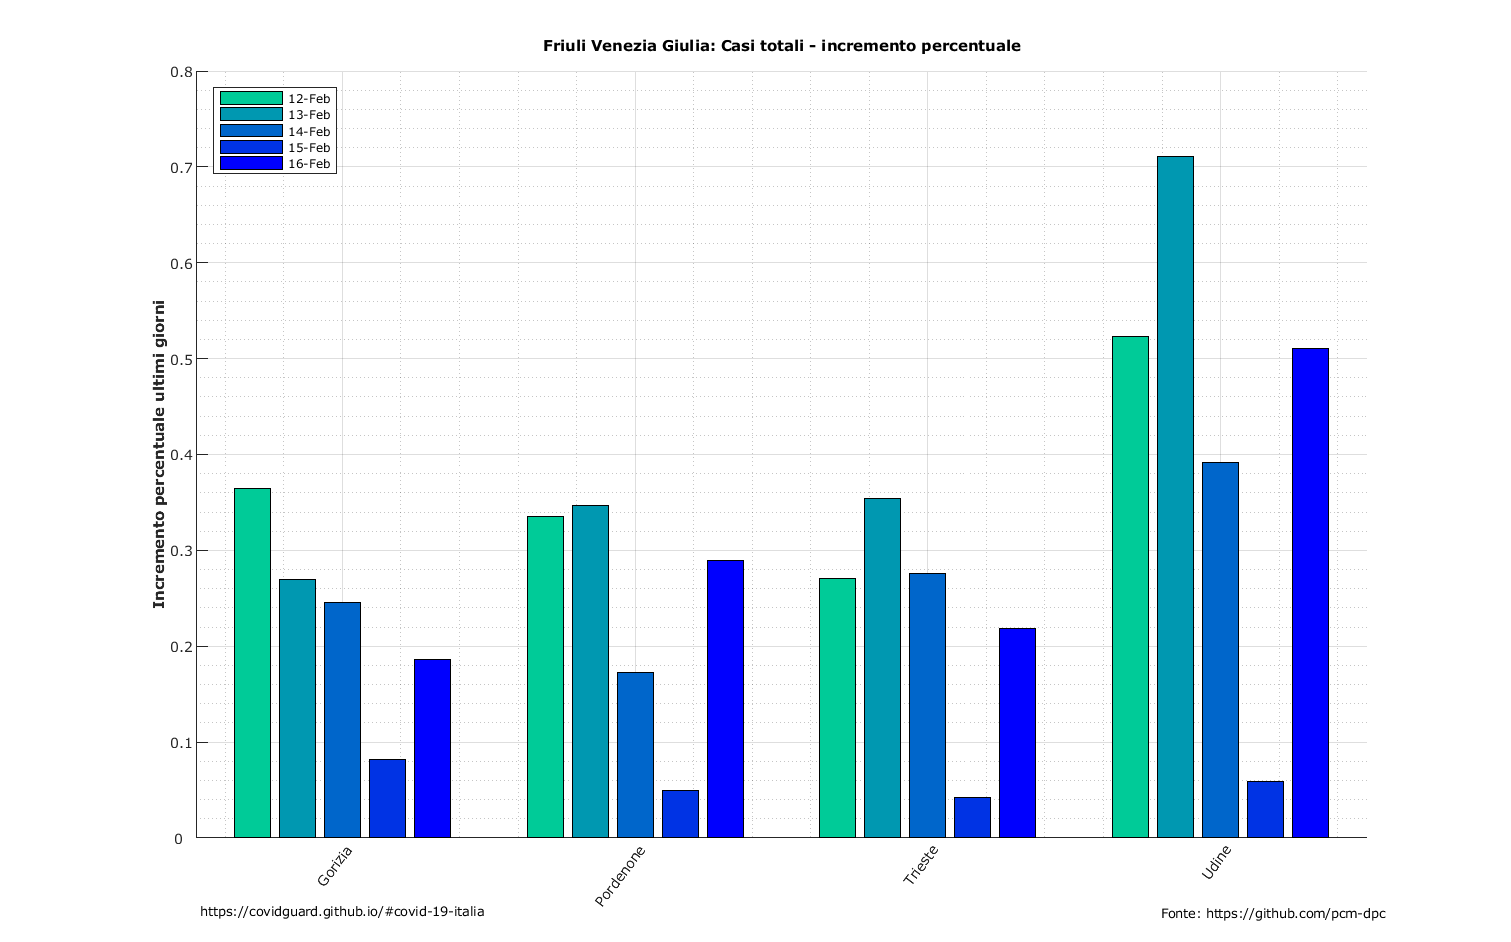 Friuli Venezia Giulia: Casi totali - incremento percentuale
12-Feb
13-Feb
14-Feb
15-Feb
16-Feb
Incremento percentuale ultimi giorni
0.8
0.7
0.6
0.5
0.4
0.3
0.2
0.1
0
Gorizia
Pordenone
Trieste
Udine
https://covidguard.github.io/#covid-19-italia
Fonte: https://github.com/pcm-dpc